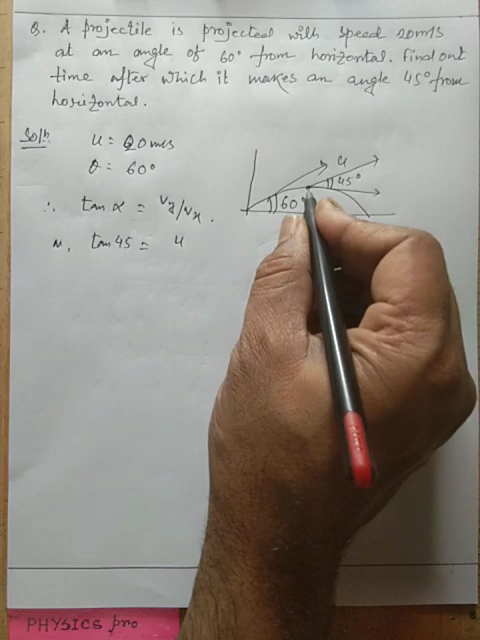 Q. A projectile is projected with speed 20m/s
at an angle of 60° from horizontal. Find out
time after which it makes an angle 45° from
horizontal.
Soln.
u = 20m/s
θ = 60°
∴ tan α = Vy/Vx.
n, tan 45 = u
u
45°
60°
PHYSICS pro